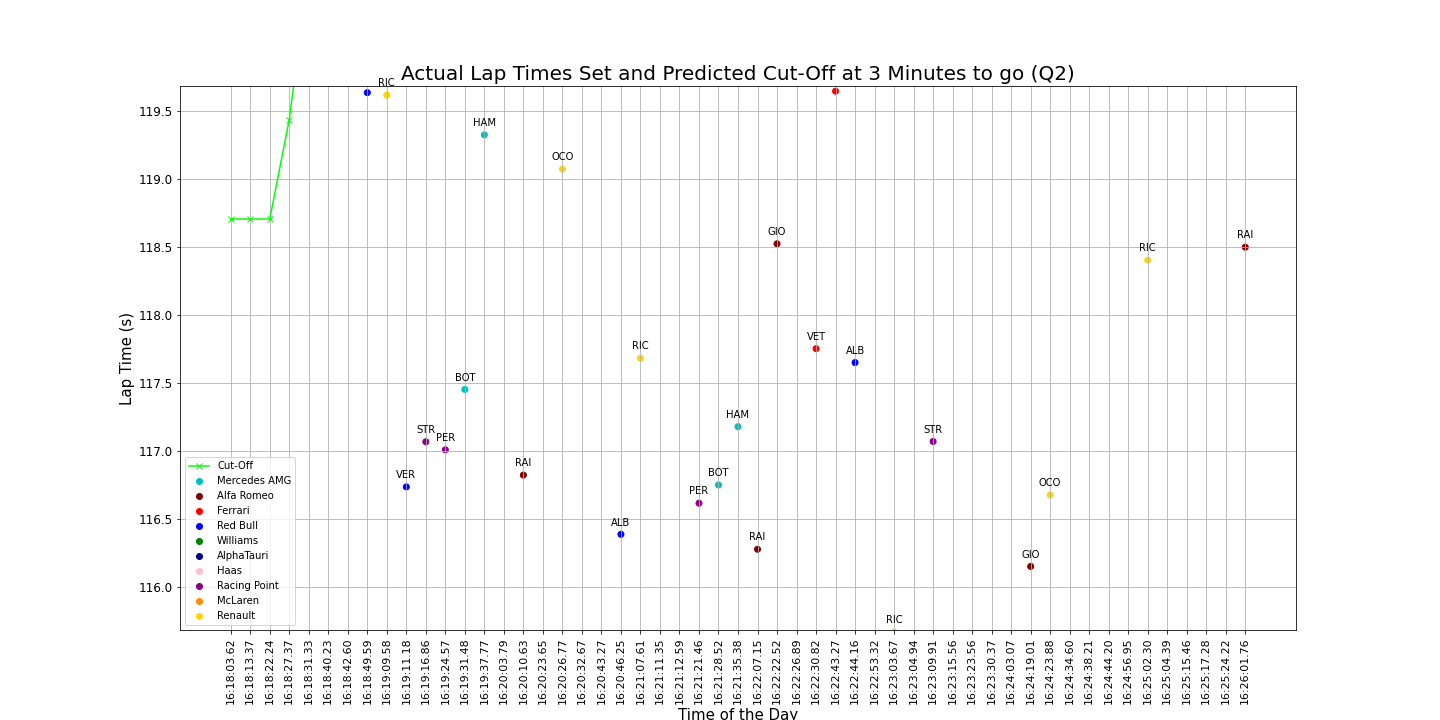 Actual Lap Times Set and Predicted Cut-Off at 3 Minutes to go (Q2)
RIC
119.5
HAM
OCO
119.0
GIO
RAI
118.5
RIC
118.0
VET
RIC
ALB
117.5
BOT
HAM
STR
STR
PER
117.0
RAI
BOT
VER
OCO
PER
116.5
ALB
RAI
GIO
116.0
RIC
Lap Time (s)
Cut-Off
Mercedes AMG
Alfa Romeo
Ferrari
Red Bull
Williams
AlphaTauri
Haas
Racing Point
McLaren
Renault
16:18:03.62
16:18:13.37
16:18:22.24
16:18:27.37
16:18:31.33
16:18:40.23
16:18:42.60
16:18:49.59
16:19:09.58
16:19:11.18
16:19:16.86
16:19:24.57
16:19:31.48
16:19:37.77
16:20:03.79
16:20:10.63
16:20:23.65
16:20:26.77
16:20:32.67
16:20:43.27
16:20:46.25
16:21:07.61
16:21:11.35
16:21:12.59
16:21:21.46
16:21:28.52
16:21:35.38
16:22:07.15
16:22:22.52
16:22:26.89
16:22:30.82
16:22:43.27
16:22:44.16
16:22:53.32
16:23:03.67
16:23:04.94
16:23:09.91
16:23:15.56
16:23:23.56
16:23:30.37
16:24:03.07
16:24:19.01
16:24:23.88
16:24:34.60
16:24:38.21
16:24:44.20
16:24:56.95
16:25:02.30
16:25:04.39
16:25:15.46
16:25:17.28
16:25:24.22
16:26:01.76
Time of the Day